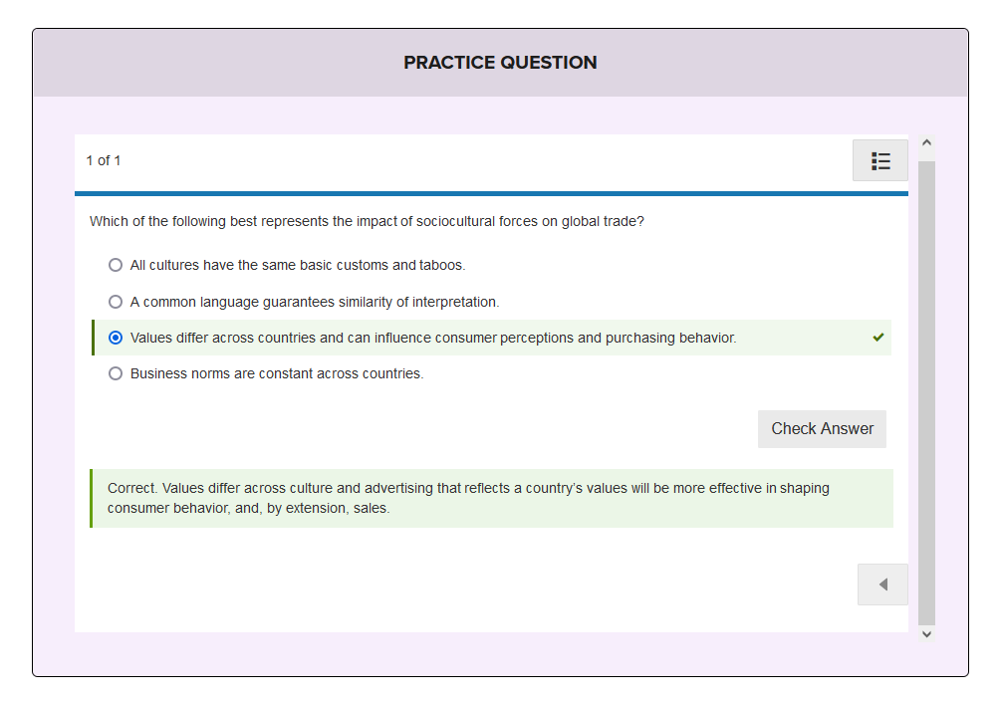 PRACTICE QUESTION
1 of 1
Which of the following best represents the impact of sociocultural forces on global trade?
All cultures have the same basic customs and taboos.
A common language guarantees similarity of interpretation.
Values differ across countries and can influence consumer perceptions and purchasing behavior.
Business norms are constant across countries.
Check Answer
Correct. Values differ across culture and advertising that reflects a country's values will be more effective in shaping
consumer behavior, and, by extension, sales.